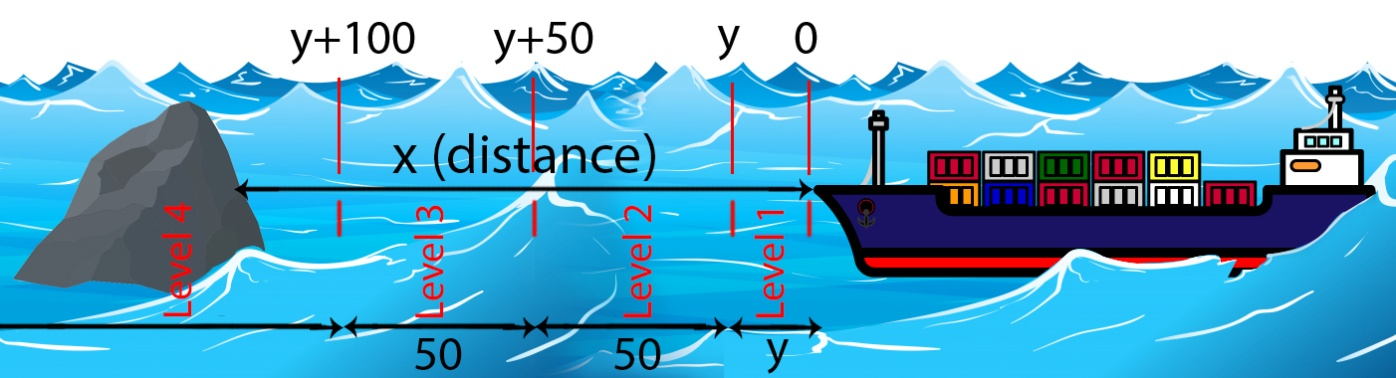 y+100 y+50 y 0
x (distance)
Level 4 Level 3 Level 2 Level 1
50 50 y